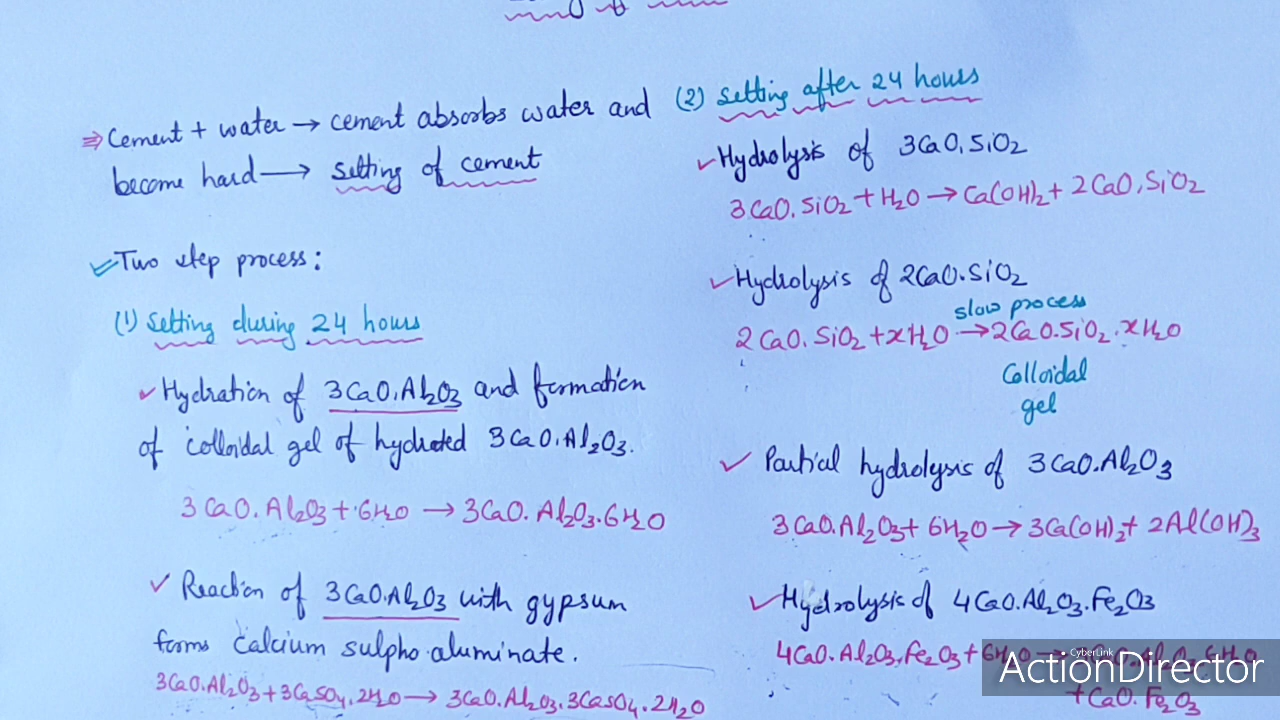 ⇒ Cement + water → cement absorbs water and
become hard → setting of cement
✓ Two step process:
(1) Setting during 24 hours
✓ Hydration of 3CaO.Al2O3 and formation
of colloidal gel of hydrated 3CaO.Al2O3.
3CaO.Al2O3 + 6H2O → 3CaO.Al2O3.6H2O
✓ Reaction of 3CaO.Al2O3 with gypsum
forms calcium sulpho.aluminate.
3CaO.Al2O3 + 3CaSO4.2H2O → 3CaO.Al2O3.3CaSO4.2H2O
(2) Setting after 24 hours
✓ Hydrolysis of 3CaO.SiO2
3CaO.SiO2 + H2O → Ca(OH)2 + 2CaO.SiO2
✓ Hydrolysis of 2CaO.SiO2
slow process
2CaO.SiO2 + xH2O → 2CaO.SiO2.xH2O
Colloidal
gel
✓ Partial hydrolysis of 3CaO.Al2O3
3CaO.Al2O3 + 6H2O → 3Ca(OH)2 + 2Al(OH)3
✓ Hydrolysis of 4CaO.Al2O3.Fe2O3
4CaO.Al2O3.Fe2O3 + 6H2O →
+ CaO.Fe2O3
CyberLink
ActionDirector